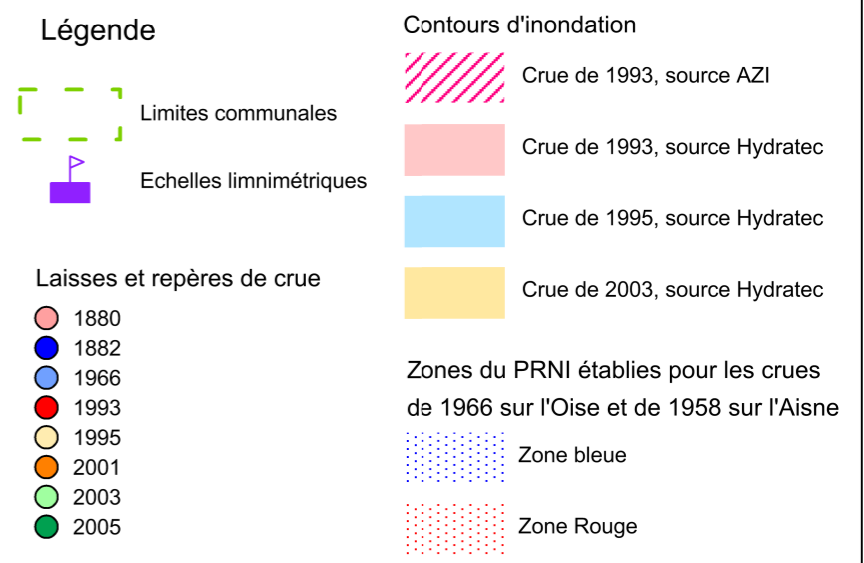 Légende
Limites communales
Echelles limnimétriques
Laisses et repères de crue
1880
1882
1966
1993
1995
2001
2003
2005
Contours d'inondation
Crue de 1993, source AZI
Crue de 1993, source Hydratec
Crue de 1995, source Hydratec
Crue de 2003, source Hydratec
Zones du PRNI établies pour les crues
de 1966 sur l'Oise et de 1958 sur l'Aisne
Zone bleue
Zone Rouge